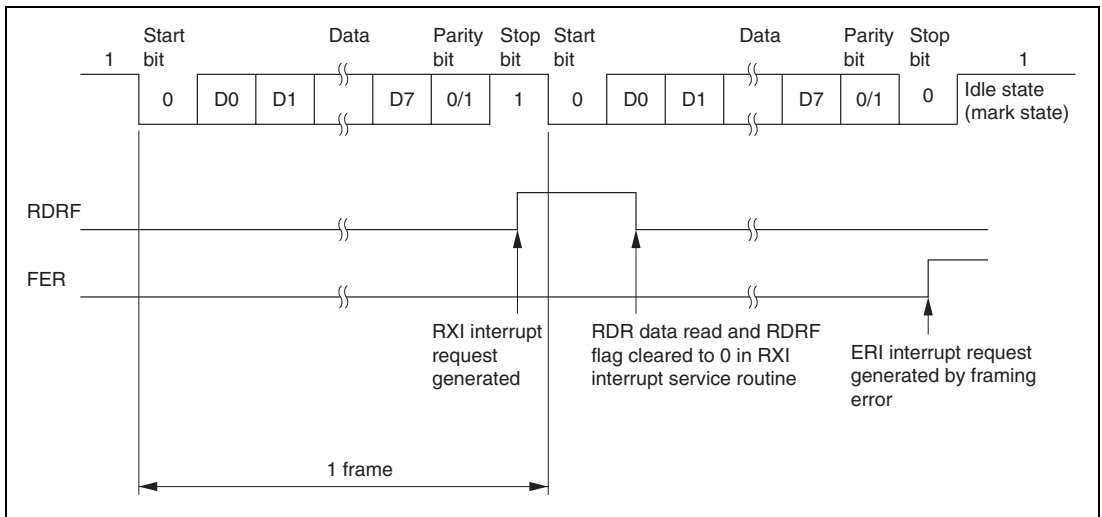 Start Data Parity Stop Start Data Parity Stop
1 bit bit bit bit bit bit 1
0 D0 D1 D7 0/1 1 0 D0 D1 D7 0/1 0 Idle state
(mark state)
RDRF
FER
RXI interrupt
request
generated
RDR data read and RDRF
flag cleared to 0 in RXI
interrupt service routine
ERI interrupt request
generated by framing
error
1 frame